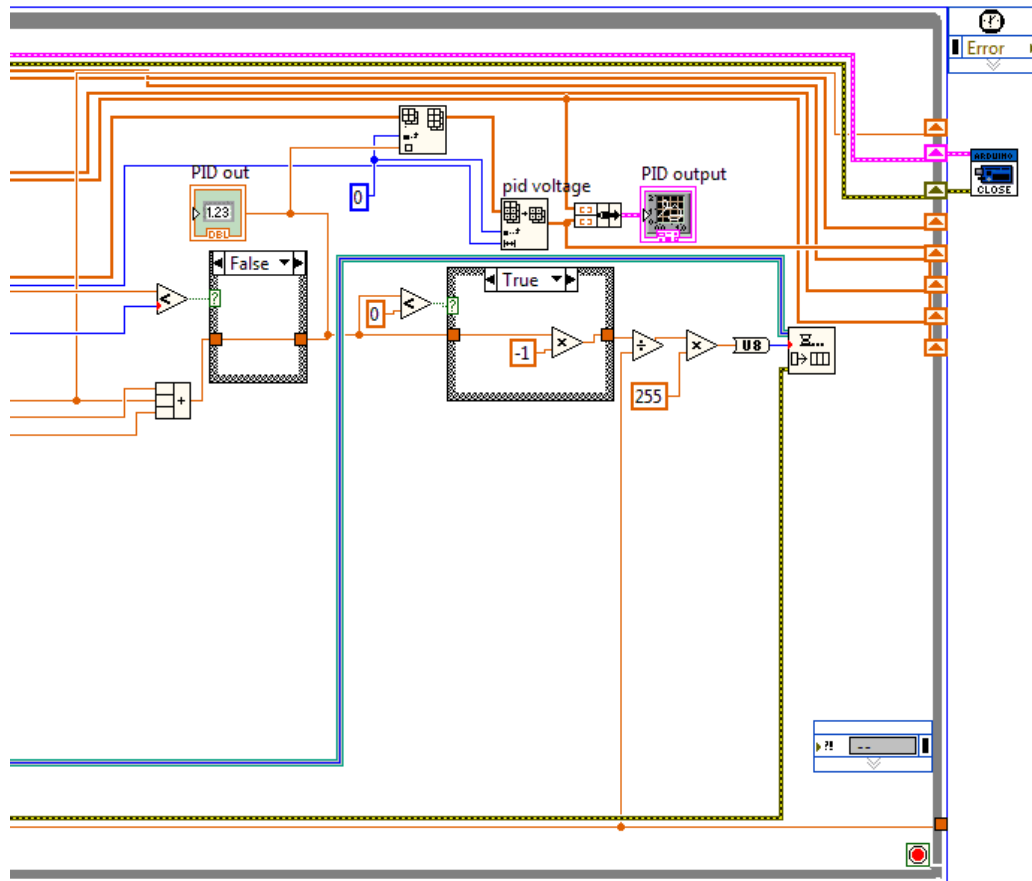 Error
ARDUINO
CLOSE
PID out
1.23
DBL
0
pid voltage
PID output
False
True
0
-1
255
U8
?!
--